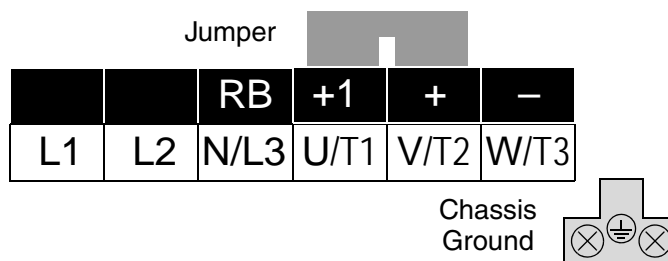 Jumper
RB +1 + –
L1 L2 N/L3 U/T1 V/T2 W/T3
Chassis
Ground